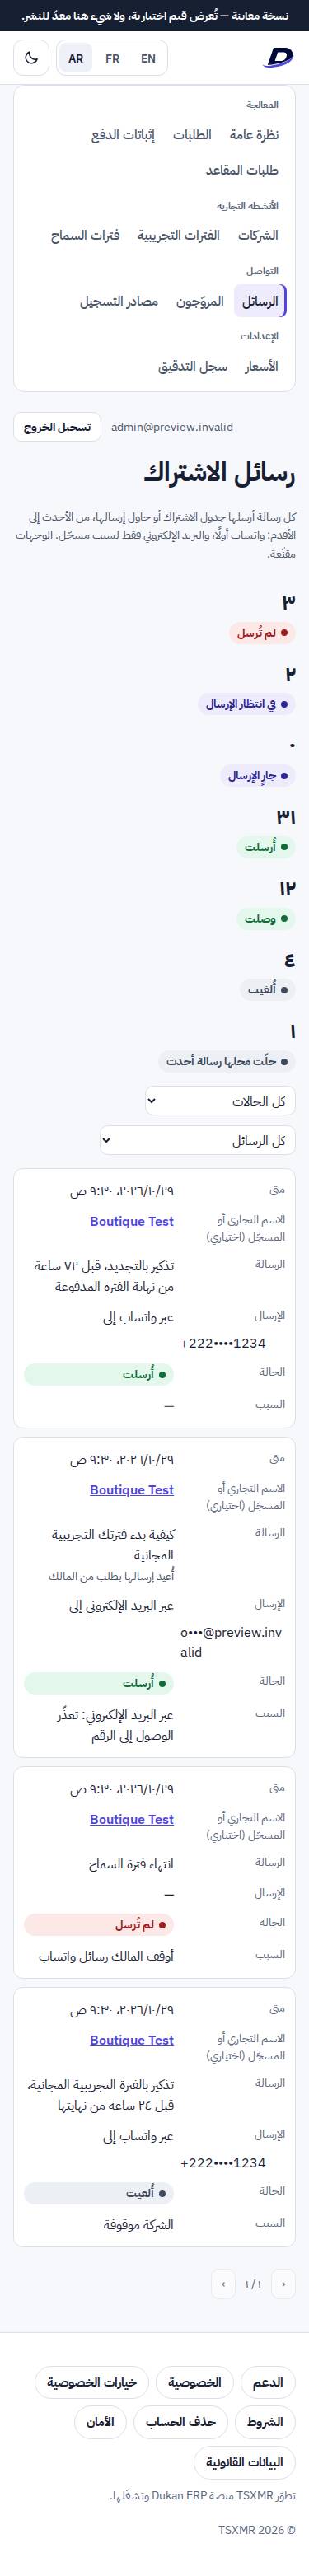 نسخة معاينة — تُعرض قيم اختبارية، ولا شيء هنا معدّ للنشر.
AR FR EN
المعالجة
نظرة عامة الطلبات إثباتات الدفع
طلبات المقاعد
الأنشطة التجارية
الشركات الفترات التجريبية فترات السماح
التواصل
الرسائل المروّجون مصادر التسجيل
الإعدادات
الأسعار سجل التدقيق
admin@preview.invalid تسجيل الخروج
رسائل الاشتراك
كل رسالة أرسلها جدول الاشتراك أو حاول إرسالها، من الأحدث إلى
الأقدم: واتساب أولًا، والبريد الإلكتروني فقط لسبب مسجّل. الوجهات
مقنّعة.
٣
لم تُرسل
٢
في انتظار الإرسال
٠
جارٍ الإرسال
٣١
أُرسلت
١٢
وصلت
٤
أُلغيت
١
حلّت محلها رسالة أحدث
كل الحالات
كل الرسائل
متى ٢٩‏/١٠‏/٢٠٢٦، ٩:٣٠ ص
الاسم التجاري أو Boutique Test
المسجّل (اختياري)
الرسالة تذكير بالتجديد، قبل ٧٢ ساعة
من نهاية الفترة المدفوعة
الإرسال عبر واتساب إلى
+222••••1234
الحالة أُرسلت
السبب —
متى ٢٩‏/١٠‏/٢٠٢٦، ٩:٣٠ ص
الاسم التجاري أو Boutique Test
المسجّل (اختياري)
الرسالة كيفية بدء فترتك التجريبية
المجانية
أُعيد إرسالها بطلب من المالك
الإرسال عبر البريد الإلكتروني إلى
o•••@preview.inv
alid
الحالة أُرسلت
السبب عبر البريد الإلكتروني: تعذّر
الوصول إلى الرقم
متى ٢٩‏/١٠‏/٢٠٢٦، ٩:٣٠ ص
الاسم التجاري أو Boutique Test
المسجّل (اختياري)
الرسالة انتهاء فترة السماح
الإرسال —
الحالة لم تُرسل
السبب أوقف المالك رسائل واتساب
متى ٢٩‏/١٠‏/٢٠٢٦، ٩:٣٠ ص
الاسم التجاري أو Boutique Test
المسجّل (اختياري)
الرسالة تذكير بالفترة التجريبية المجانية،
قبل ٢٤ ساعة من نهايتها
الإرسال عبر واتساب إلى
+222••••1234
الحالة أُلغيت
السبب الشركة موقوفة
‹ ١ / ١ ›
الدعم الخصوصية خيارات الخصوصية
الشروط حذف الحساب الأمان
البيانات القانونية
تطوّر TSXMR منصة Dukan ERP وتشغّلها.
© 2026 TSXMR